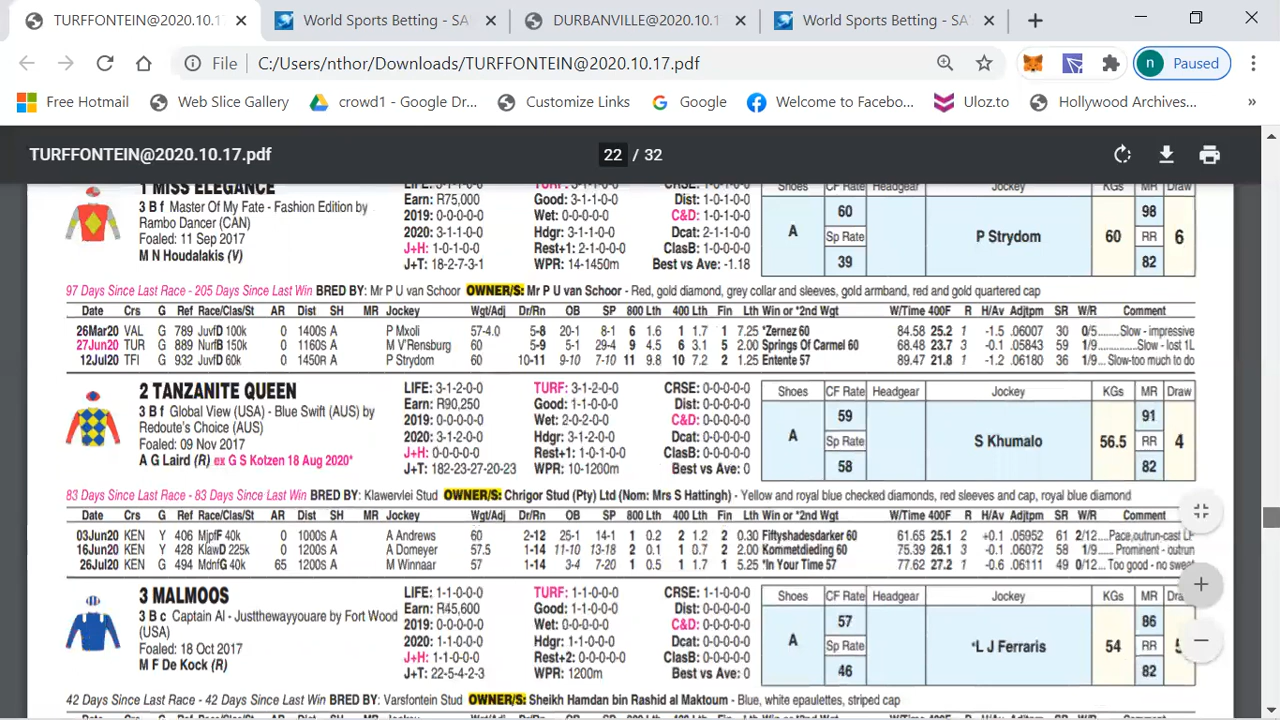 TURFFONTEIN@2020.10.17 World Sports Betting - SA DURBANVILLE@2020.10.1 World Sports Betting - SA
File C:/Users/nthor/Downloads/TURFFONTEIN@2020.10.17.pdf n Paused
Free Hotmail Web Slice Gallery crowd1 - Google Dr... Customize Links Google Welcome to Facec... Uloz.to Hollywood Archives... »
TURFFONTEIN@2020.10.17.pdf 22 / 32
1 MISS ELEGANCE LIFE: 3-1-1-0-0 TURF: 3-1-1-0-0 CRSE: 1-0-1-0-0 Shoes CF Rate Headgear Jockey KGs MR Draw
3 B f Master Of My Fate - Fashion Edition by Earn: R75,000 Good: 3-1-1-0-0 Dist: 1-0-1-0-0 60 98
Rambo Dancer (CAN) 2019: 0-0-0-0-0 Wet: 0-0-0-0-0 C&D: 1-0-1-0-0
Foaled: 11 Sep 2017 2020: 3-1-1-0-0 Hdgr: 3-1-1-0-0 Dcat: 2-1-1-0-0 A Sp Rate P Strydom 60 RR 6
M N Houdalakis (V) J+H: 1-0-1-0-0 Rest+1: 2-1-0-0-0 ClasB: 1-0-0-0-0
J+T: 18-2-7-3-1 WPR: 14-1450m Best vs Ave: -1.18 39 82
97 Days Since Last Race - 205 Days Since Last Win BRED BY: Mr P U van Schoor OWNER/S: Mr P U van Schoor - Red, gold diamond, grey collar and sleeves, gold armband, red and gold quartered cap
Date Crs G Ref Race/Clas/St AR Dist SH MR Jockey Wgt/Adj Dr/Rn OB SP 800 Lth 400 Lth Fin Lth Win or *2nd Wgt W/Time 400F R H/Av Adjtpm SR W/R Comment
26Mar20 VAL G 789 JuvfD 100k 0 1400S A P Mxoli 57-4.0 5-8 20-1 8-1 6 1.6 1 1.7 1 7.25 *Zernez 60 84.58 25.2 1 -1.5 .06007 30 0/5 Slow - impressive
27Jun20 TUR G 889 NurfB 150k 0 1160S A M V'Rensburg 60 5-9 5-1 29-4 9 4.5 6 3.1 5 2.00 Springs Of Carmel 60 68.48 23.7 3 -0.1 .05843 59 1/9... Slow - lost 1L
12Jul20 TFI G 932 JuvfD 60k 0 1450R A P Strydom 60 10-11 9-10 7-10 11 9.8 10 7.2 2 1.25 Entente 57 89.47 21.8 1 -1.2 .06180 36 1/9... Slow-too much to do
2 TANZANITE QUEEN LIFE: 3-1-2-0-0 TURF: 3-1-2-0-0 CRSE: 0-0-0-0-0 Shoes CF Rate Headgear Jockey KGs MR Draw
3 B f Global View (USA) - Blue Swift (AUS) by Earn: R90,250 Good: 1-1-0-0-0 Dist: 0-0-0-0-0 59 91
Redoute's Choice (AUS) 2019: 0-0-0-0-0 Wet: 2-0-2-0-0 C&D: 0-0-0-0-0
Foaled: 09 Nov 2017 2020: 3-1-2-0-0 Hdgr: 3-1-2-0-0 Dcat: 0-0-0-0-0 A Sp Rate S Khumalo 56.5 RR 4
A G Laird (R) ex G S Kotzen 18 Aug 2020* J+H: 0-0-0-0-0 Rest+1: 1-0-1-0-0 ClasB: 0-0-0-0-0
J+T: 182-23-27-20-23 WPR: 10-1200m Best vs Ave: 0 58 82
83 Days Since Last Race - 83 Days Since Last Win BRED BY: Klawervlei Stud OWNER/S: Chrigor Stud (Pty) Ltd (Nom: Mrs S Hattingh) - Yellow and royal blue checked diamonds, red sleeves and cap, royal blue diamond
Date Crs G Ref Race/Clas/St AR Dist SH MR Jockey Wgt/Adj Dr/Rn OB SP 800 Lth 400 Lth Fin Lth Win or *2nd Wgt W/Time 400F R H/Av Adjtpm SR W/R Comment
03Jun20 KEN Y 406 MjpfF 40k 0 1000S A A Andrews 60 2-12 25-1 14-1 1 0.2 2 1.2 2 0.30 Fiftyshadesdarker 60 61.65 25.1 2 +0.1 .05952 61 2/12... Pace,outrun-cast LF
16Jun20 KEN Y 428 KlawD 225k 0 1200S A A Domeyer 57.5 1-14 11-10 13-18 2 0.1 1 0.7 2 2.00 Kommetdieding 60 75.39 26.1 3 -0.1 .06072 58 1/9... Prominent - outrun
26Jul20 KEN G 494 MdnfG 40k 65 1200S A M Winnaar 57 1-14 3-4 7-20 1 0.5 1 1.7 1 5.25 *In Your Time 57 77.62 27.2 1 -0.6 .06111 49 0/12... Too good - no sweat
3 MALMOOS LIFE: 1-1-0-0-0 TURF: 1-1-0-0-0 CRSE: 1-1-0-0-0 Shoes CF Rate Headgear Jockey KGs MR
3 B c Captain Al - Justthewayyouare by Fort Wood Earn: R45,600 Good: 1-1-0-0-0 Dist: 0-0-0-0-0 57 86
(USA) 2019: 0-0-0-0-0 Wet: 0-0-0-0-0 C&D: 0-0-0-0-0
Foaled: 18 Oct 2017 2020: 1-1-0-0-0 Hdgr: 1-1-0-0-0 Dcat: 0-0-0-0-0 A Sp Rate *L J Ferraris 54 RR
M F De Kock (R) J+H: 1-1-0-0-0 Rest+2: 0-0-0-0-0 ClasB: 0-0-0-0-0
J+T: 22-5-4-2-3 WPR: 1200m Best vs Ave: 0 46 82
42 Days Since Last Race - 42 Days Since Last Win BRED BY: Varsfontein Stud OWNER/S: Sheikh Hamdan bin Rashid al Maktoum - Blue, white epaulettes, striped cap